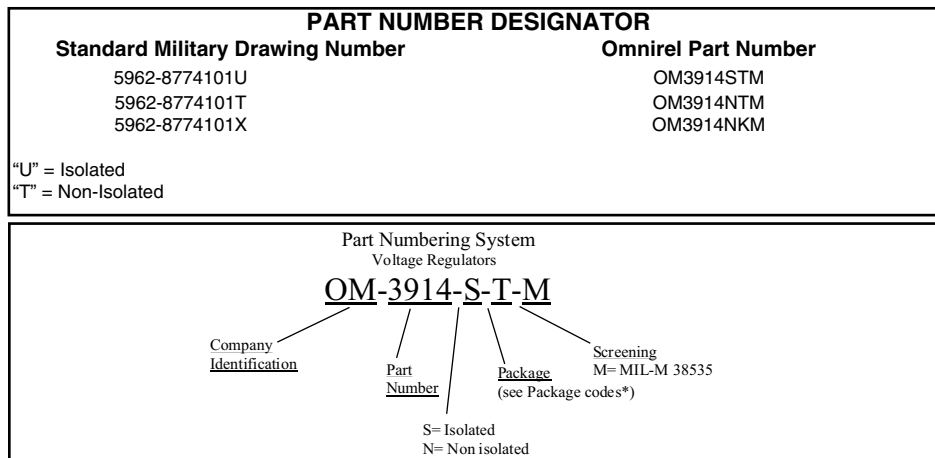 PART NUMBER DESIGNATOR
Standard Military Drawing Number Omnirel Part Number
5962-8774101U OM3914STM
5962-8774101T OM3914NTM
5962-8774101X OM3914NKM
“U” = Isolated
“T” = Non-Isolated
Part Numbering System
Voltage Regulators
OM-3914-S-T-M
Company
Identification
Part
Number
S= Isolated
N= Non isolated
Package
(see Package codes*)
Screening
M= MIL-M 38535